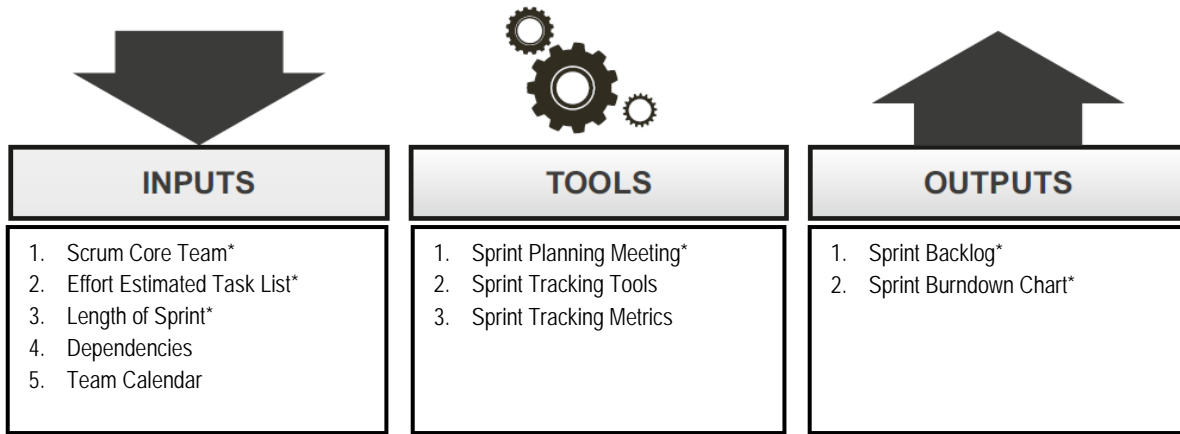 INPUTS
1. Scrum Core Team*
2. Effort Estimated Task List*
3. Length of Sprint*
4. Dependencies
5. Team Calendar
TOOLS
1. Sprint Planning Meeting*
2. Sprint Tracking Tools
3. Sprint Tracking Metrics
OUTPUTS
1. Sprint Backlog*
2. Sprint Burndown Chart*